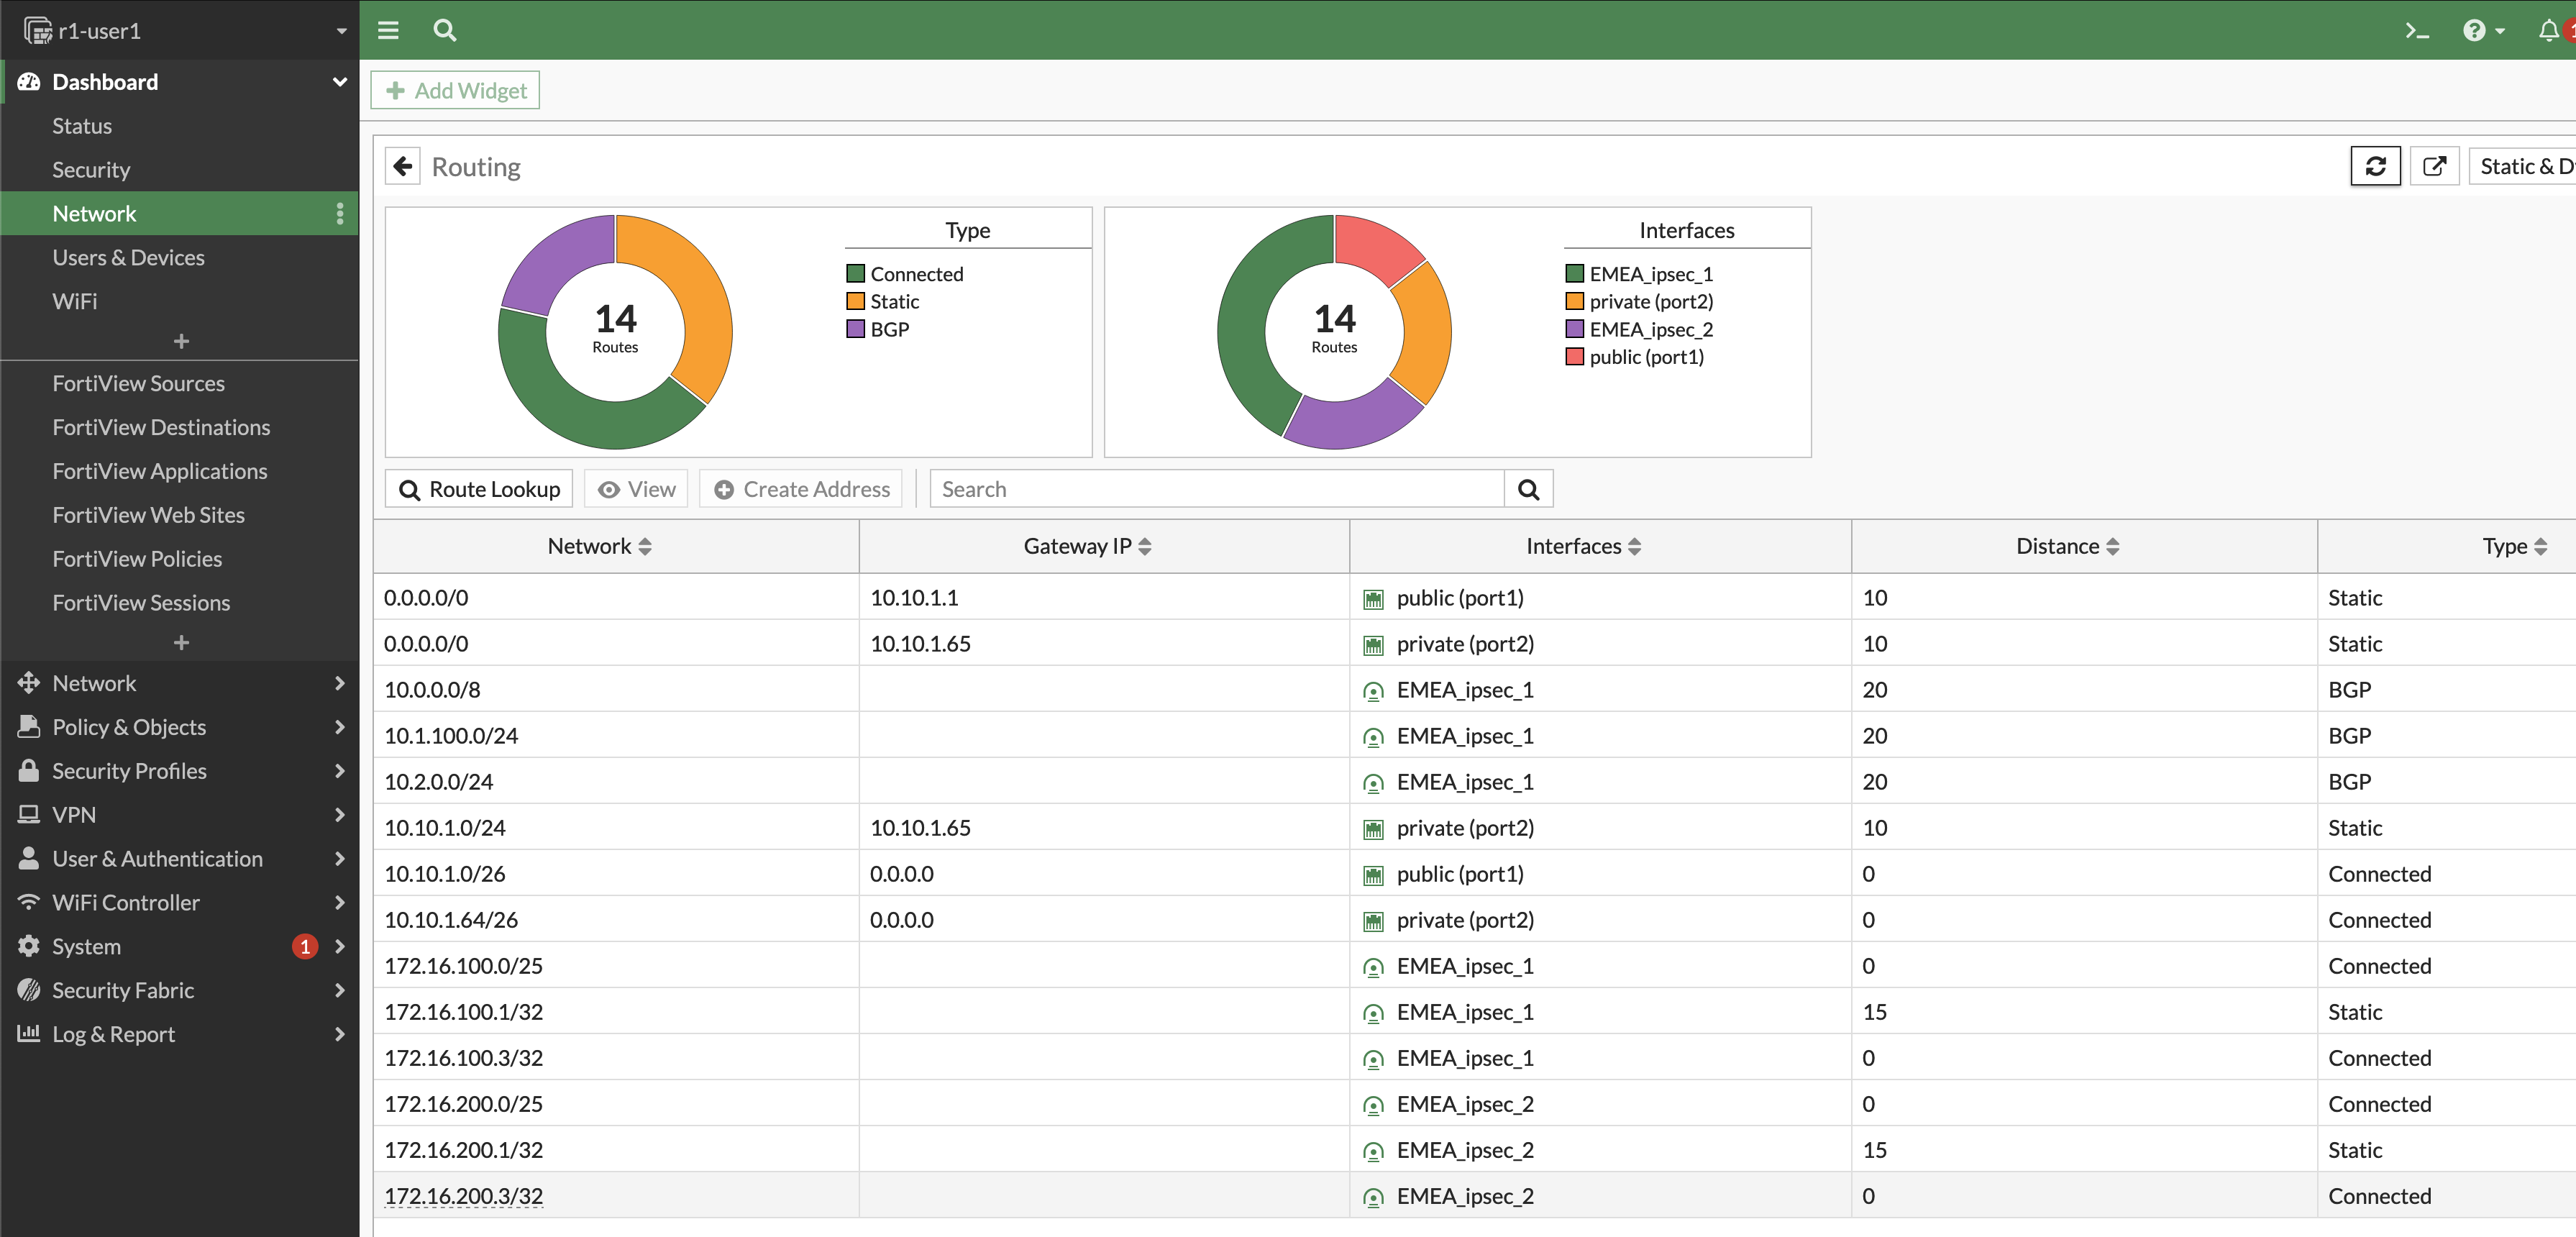 r1-user1
Dashboard
Status
Security
Network
Users & Devices
WiFi
FortiView Sources
FortiView Destinations
FortiView Applications
FortiView Web Sites
FortiView Policies
FortiView Sessions
Network
Policy & Objects
Security Profiles
VPN
User & Authentication
WiFi Controller
System 1
Security Fabric
Log & Report
Add Widget
Routing
Static & D
14
Routes
Type
Connected
Static
BGP
14
Routes
Interfaces
EMEA_ipsec_1
private (port2)
EMEA_ipsec_2
public (port1)
Route Lookup View Create Address Search
Network Gateway IP Interfaces Distance Type
0.0.0.0/0 10.10.1.1 public (port1) 10 Static
0.0.0.0/0 10.10.1.65 private (port2) 10 Static
10.0.0.0/8 EMEA_ipsec_1 20 BGP
10.1.100.0/24 EMEA_ipsec_1 20 BGP
10.2.0.0/24 EMEA_ipsec_1 20 BGP
10.10.1.0/24 10.10.1.65 private (port2) 10 Static
10.10.1.0/26 0.0.0.0 public (port1) 0 Connected
10.10.1.64/26 0.0.0.0 private (port2) 0 Connected
172.16.100.0/25 EMEA_ipsec_1 0 Connected
172.16.100.1/32 EMEA_ipsec_1 15 Static
172.16.100.3/32 EMEA_ipsec_1 0 Connected
172.16.200.0/25 EMEA_ipsec_2 0 Connected
172.16.200.1/32 EMEA_ipsec_2 15 Static
172.16.200.3/32 EMEA_ipsec_2 0 Connected